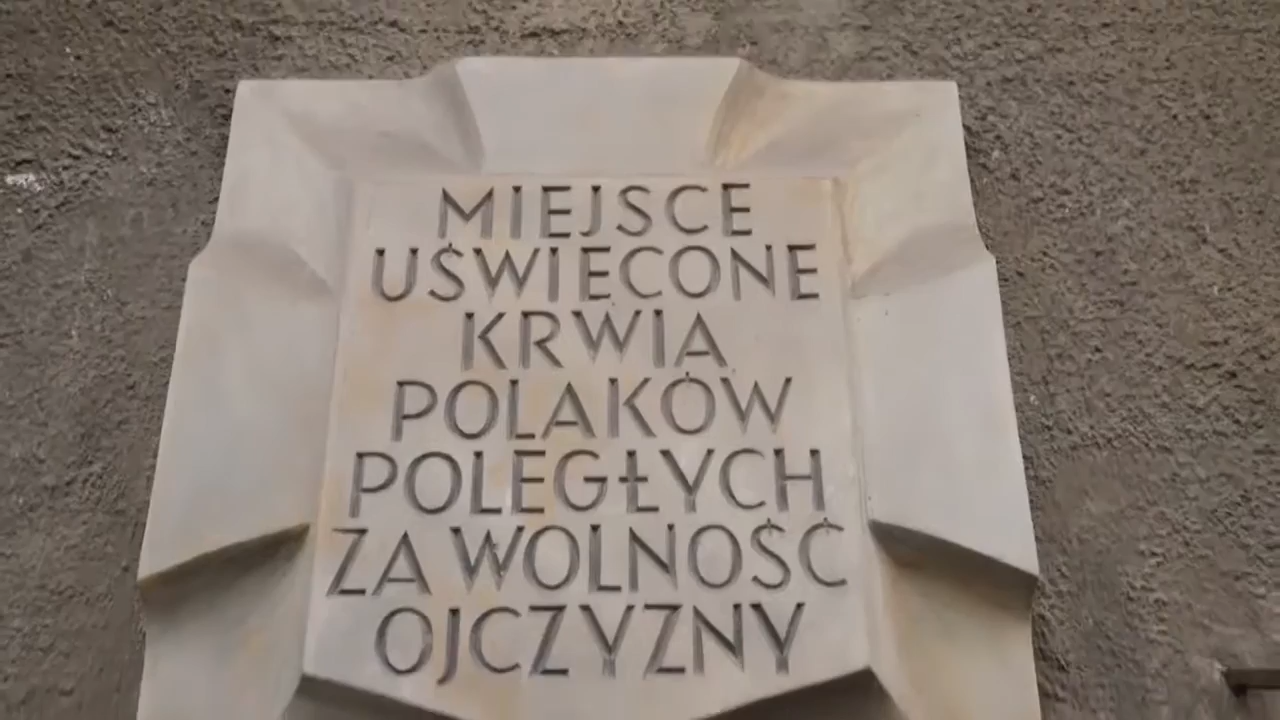 MIEJSCE
UŚWIECONE
KRWIA
POLAKÓW
POLEGŁYCH
ZA WOLNOŚĆ
OJCZYZNY